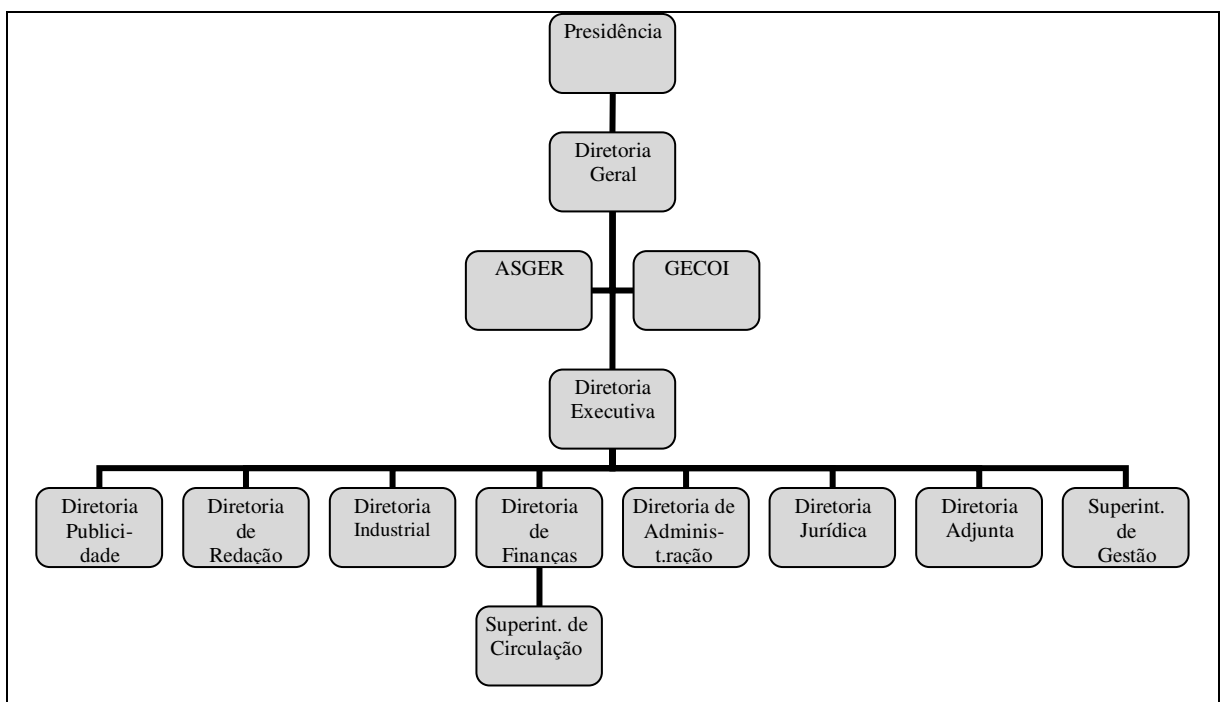 Presidência
Diretoria
Geral
ASGER
GECOI
Diretoria
Executiva
Diretoria
Publici-
dade
Diretoria
de
Redação
Diretoria
Industrial
Diretoria
de
Finanças
Diretoria de
Adminis-
t.ração
Diretoria
Jurídica
Diretoria
Adjunta
Superint.
de
Gestão
Superint. de
Circulação